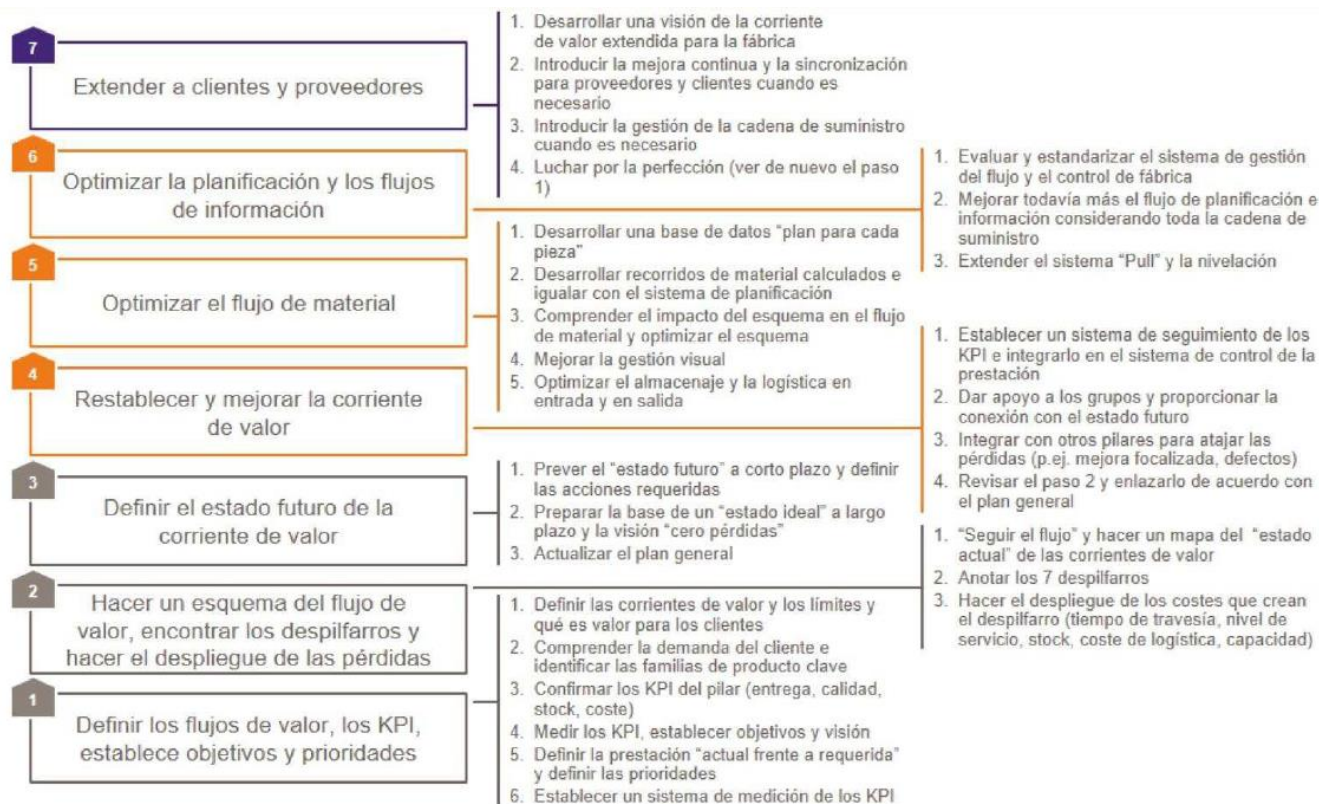 7
Extender a clientes y proveedores
1. Desarrollar una visión de la corriente
de valor extendida para la fábrica
2. Introducir la mejora continua y la sincronización
para proveedores y clientes cuando es
necesario
3. Introducir la gestión de la cadena de suministro
cuando es necesario
4. Luchar por la perfección (ver de nuevo el paso
1)
6
Optimizar la planificación y los flujos
de información
1. Evaluar y estandarizar el sistema de gestión
del flujo y el control de fábrica
2. Mejorar todavía más el flujo de planificación e
información considerando toda la cadena de
suministro
3. Extender el sistema “Pull” y la nivelación
5
Optimizar el flujo de material
1. Desarrollar una base de datos “plan para cada
pieza”
2. Desarrollar recorridos de material calculados e
igualar con el sistema de planificación
3. Comprender el impacto del esquema en el flujo
de material y optimizar el esquema
4. Mejorar la gestión visual
5. Optimizar el almacenaje y la logística en
entrada y en salida
4
Restablecer y mejorar la corriente
de valor
1. Establecer un sistema de seguimiento de los
KPI e integrarlo en el sistema de control de la
prestación
2. Dar apoyo a los grupos y proporcionar la
conexión con el estado futuro
3. Integrar con otros pilares para atajar las
pérdidas (p.ej. mejora focalizada, defectos)
4. Revisar el paso 2 y enlazarlo de acuerdo con
el plan general
3
Definir el estado futuro de la
corriente de valor
1. Prever el “estado futuro” a corto plazo y definir
las acciones requeridas
2. Preparar la base de un “estado ideal” a largo
plazo y la visión “cero pérdidas”
3. Actualizar el plan general
2
Hacer un esquema del flujo de
valor, encontrar los despilfarros y
hacer el despliegue de las pérdidas
1. “Seguir el flujo” y hacer un mapa del “estado
actual” de las corrientes de valor
2. Anotar los 7 despilfarros
3. Hacer el despliegue de los costes que crean
el despilfarro (tiempo de travesía, nivel de
servicio, stock, coste de logística, capacidad)
1
Definir los flujos de valor, los KPI,
establece objetivos y prioridades
1. Definir las corrientes de valor y los límites y
qué es valor para los clientes
2. Comprender la demanda del cliente e
identificar las familias de producto clave
3. Confirmar los KPI del pilar (entrega, calidad,
stock, coste)
4. Medir los KPI, establecer objetivos y visión
5. Definir la prestación “actual frente a requerida”
y definir las prioridades
6. Establecer un sistema de medición de los KPI